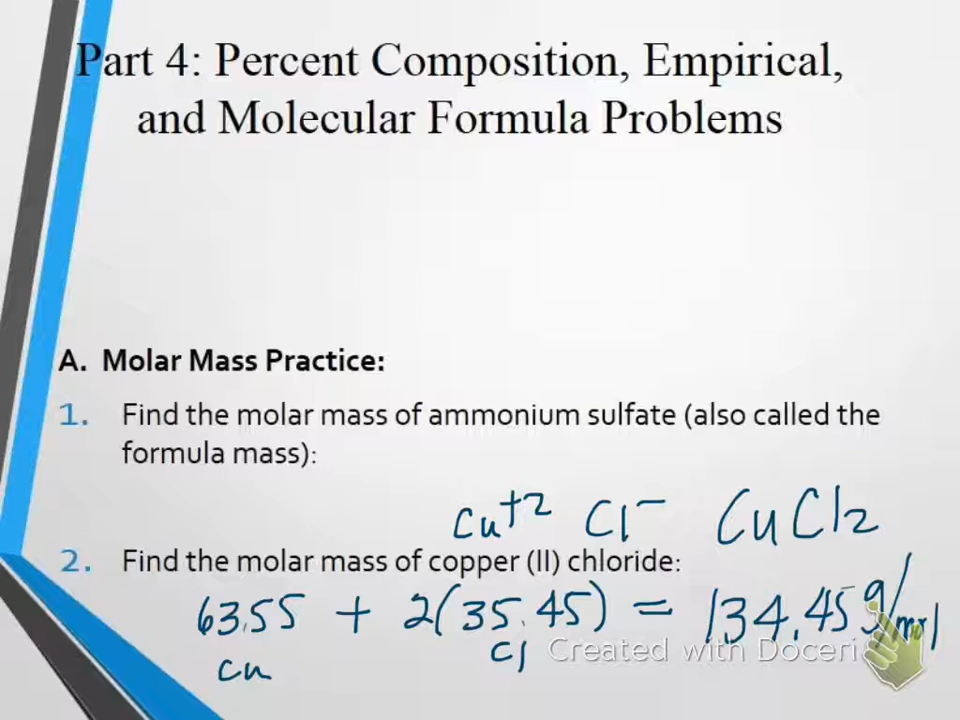 Part 4: Percent Composition, Empirical,
and Molecular Formula Problems
A. Molar Mass Practice:
1. Find the molar mass of ammonium sulfate (also called the
formula mass):
Cu+2 Cl− CuCl2
2. Find the molar mass of copper (II) chloride:
63.55 + 2(35.45) = 134.45 g/mol
Cu Cl
Created with Doceri